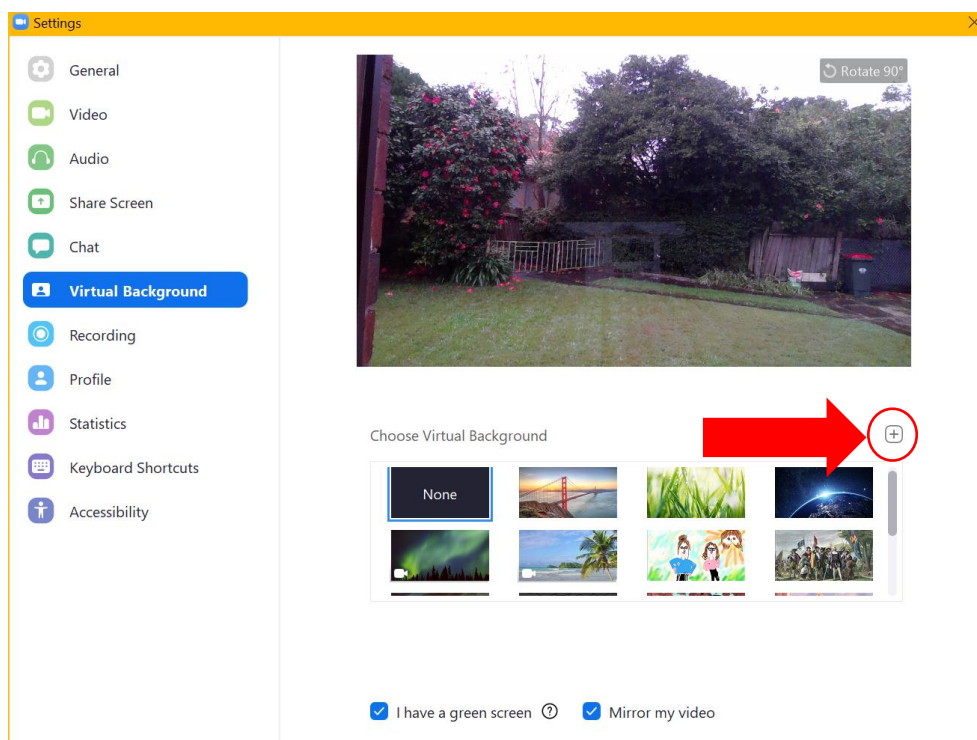 Settings
General
Video
Audio
Share Screen
Chat
Virtual Background
Recording
Profile
Statistics
Keyboard Shortcuts
Accessibility
Rotate 90°
Choose Virtual Background
None
I have a green screen
Mirror my video